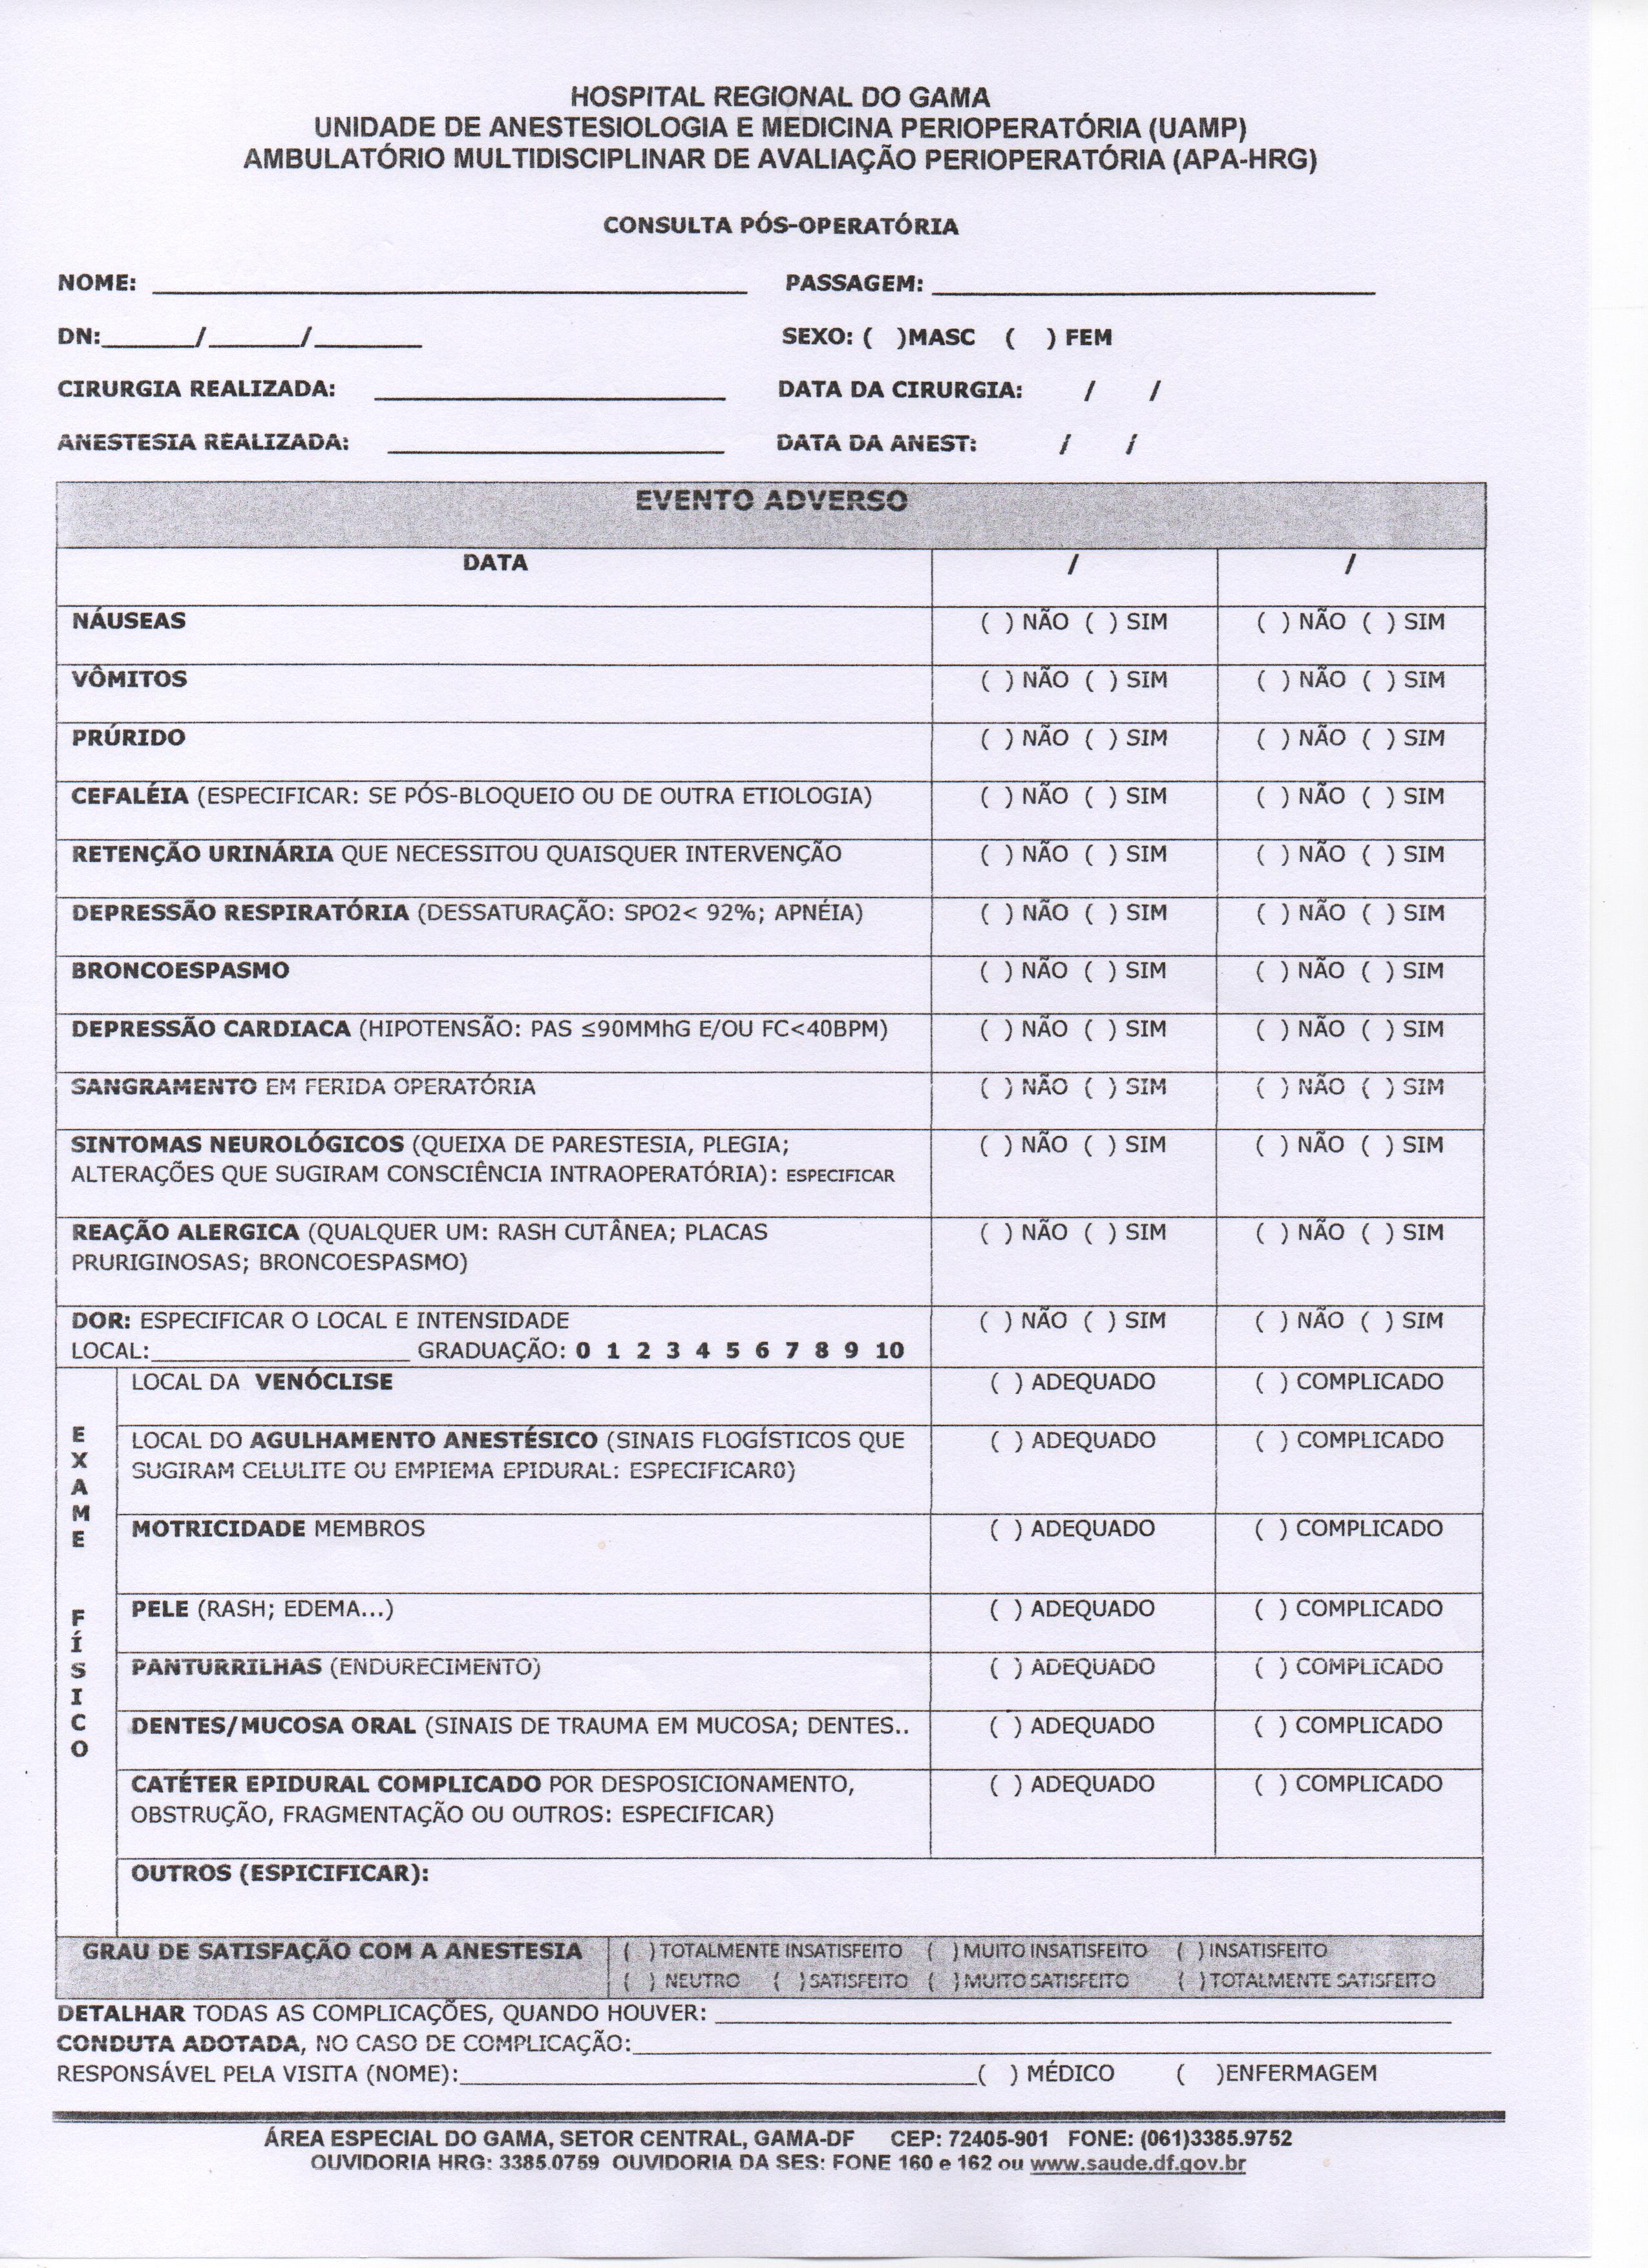 HOSPITAL REGIONAL DO GAMA
UNIDADE DE ANESTESIOLOGIA E MEDICINA PERIOPERATÓRIA (UAMP)
AMBULATÓRIO MULTIDISCIPLINAR DE AVALIAÇÃO PERIOPERATÓRIA (APA-HRG)
CONSULTA PÓS-OPERATÓRIA
NOME: ____________________ PASSAGEM: ____________________
DN:______/______/_______ SEXO: ( )MASC ( ) FEM
CIRURGIA REALIZADA: ____________________ DATA DA CIRURGIA: / /
ANESTESIA REALIZADA: ____________________ DATA DA ANEST: / /
EVENTO ADVERSO
DATA / /
NÁUSEAS ( ) NÃO ( ) SIM ( ) NÃO ( ) SIM
VÔMITOS ( ) NÃO ( ) SIM ( ) NÃO ( ) SIM
PRÚRIDO ( ) NÃO ( ) SIM ( ) NÃO ( ) SIM
CEFALÉIA (ESPECIFICAR: SE PÓS-BLOQUEIO OU DE OUTRA ETIOLOGIA) ( ) NÃO ( ) SIM ( ) NÃO ( ) SIM
RETENÇÃO URINÁRIA QUE NECESSITOU QUAISQUER INTERVENÇÃO ( ) NÃO ( ) SIM ( ) NÃO ( ) SIM
DEPRESSÃO RESPIRATÓRIA (DESSATURAÇÃO: SPO2< 92%; APNÉIA) ( ) NÃO ( ) SIM ( ) NÃO ( ) SIM
BRONCOESPASMO ( ) NÃO ( ) SIM ( ) NÃO ( ) SIM
DEPRESSÃO CARDIACA (HIPOTENSÃO: PAS ≤90MMhG E/OU FC<40BPM) ( ) NÃO ( ) SIM ( ) NÃO ( ) SIM
SANGRAMENTO EM FERIDA OPERATÓRIA ( ) NÃO ( ) SIM ( ) NÃO ( ) SIM
SINTOMAS NEUROLÓGICOS (QUEIXA DE PARESTESIA, PLEGIA; ( ) NÃO ( ) SIM ( ) NÃO ( ) SIM
ALTERAÇÕES QUE SUGIRAM CONSCIÊNCIA INTRAOPERATÓRIA): ESPECIFICAR
REAÇÃO ALERGICA (QUALQUER UM: RASH CUTÂNEA; PLACAS ( ) NÃO ( ) SIM ( ) NÃO ( ) SIM
PRURIGINOSAS; BRONCOESPASMO)
DOR: ESPECIFICAR O LOCAL E INTENSIDADE ( ) NÃO ( ) SIM ( ) NÃO ( ) SIM
LOCAL:____________________ GRADUAÇÃO: 0 1 2 3 4 5 6 7 8 9 10
EXAME FÍSICO
LOCAL DA VENÓCLISE ( ) ADEQUADO ( ) COMPLICADO
LOCAL DO AGULHAMENTO ANESTÉSICO (SINAIS FLOGÍSTICOS QUE ( ) ADEQUADO ( ) COMPLICADO
SUGIRAM CELULITE OU EMPIEMA EPIDURAL: ESPECIFICAR0)
MOTRICIDADE MEMBROS ( ) ADEQUADO ( ) COMPLICADO
PELE (RASH; EDEMA...) ( ) ADEQUADO ( ) COMPLICADO
PANTURRILHAS (ENDURECIMENTO) ( ) ADEQUADO ( ) COMPLICADO
DENTES/MUCOSA ORAL (SINAIS DE TRAUMA EM MUCOSA; DENTES.. ( ) ADEQUADO ( ) COMPLICADO
CATÉTER EPIDURAL COMPLICADO POR DESPOSICIONAMENTO, ( ) ADEQUADO ( ) COMPLICADO
OBSTRUÇÃO, FRAGMENTAÇÃO OU OUTROS: ESPECIFICAR)
OUTROS (ESPICIFICAR):
GRAU DE SATISFAÇÃO COM A ANESTESIA ( ) TOTALMENTE INSATISFEITO ( ) MUITO INSATISFEITO ( ) INSATISFEITO
( ) NEUTRO ( ) SATISFEITO ( ) MUITO SATISFEITO ( ) TOTALMENTE SATISFEITO
DETALHAR TODAS AS COMPLICAÇÕES, QUANDO HOUVER: ____________________
CONDUTA ADOTADA, NO CASO DE COMPLICAÇÃO:____________________
RESPONSÁVEL PELA VISITA (NOME):____________________( ) MÉDICO ( )ENFERMAGEM
ÁREA ESPECIAL DO GAMA, SETOR CENTRAL, GAMA-DF CEP: 72405-901 FONE: (061)3385.9752
OUVIDORIA HRG: 3385.0759 OUVIDORIA DA SES: FONE 160 e 162 ou www.saude.df.gov.br